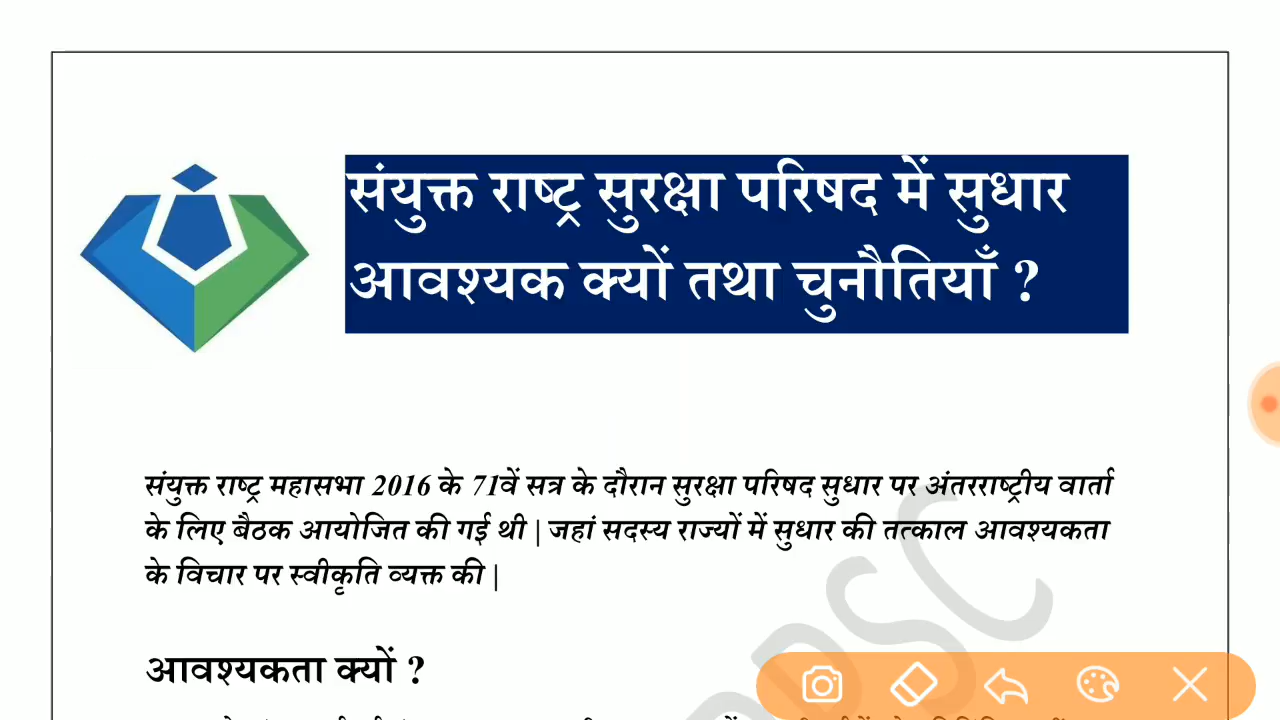 संयुक्त राष्ट्र सुरक्षा परिषद में सुधार
आवश्यक क्यों तथा चुनौतियाँ ?
संयुक्त राष्ट्र महासभा 2016 के 71वें सत्र के दौरान सुरक्षा परिषद सुधार पर अंतरराष्ट्रीय वार्ता
के लिए बैठक आयोजित की गई थी | जहां सदस्य राज्यों में सुधार की तत्काल आवश्यकता
के विचार पर स्वीकृति व्यक्त की |
आवश्यकता क्यों ?